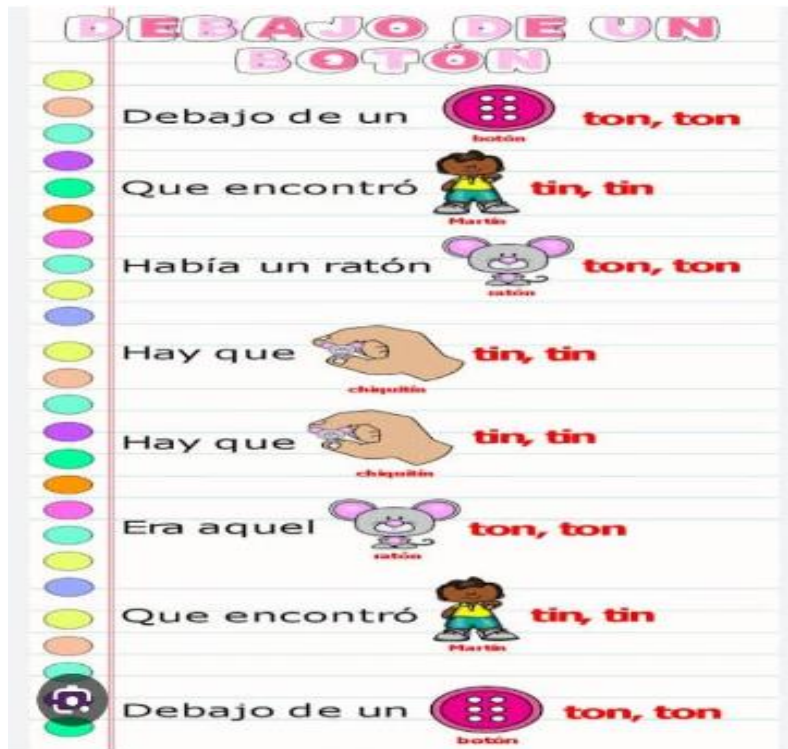 DEBAJO DE UN
BOTÓN
Debajo de un ton, ton
botón
Que encontró tin, tin
Martín
Había un ratón ton, ton
ratón
Hay que tin, tin
chiquitín
Hay que tin, tin
chiquitín
Era aquel ton, ton
ratón
Que encontró tin, tin
Martín
Debajo de un ton, ton
botón